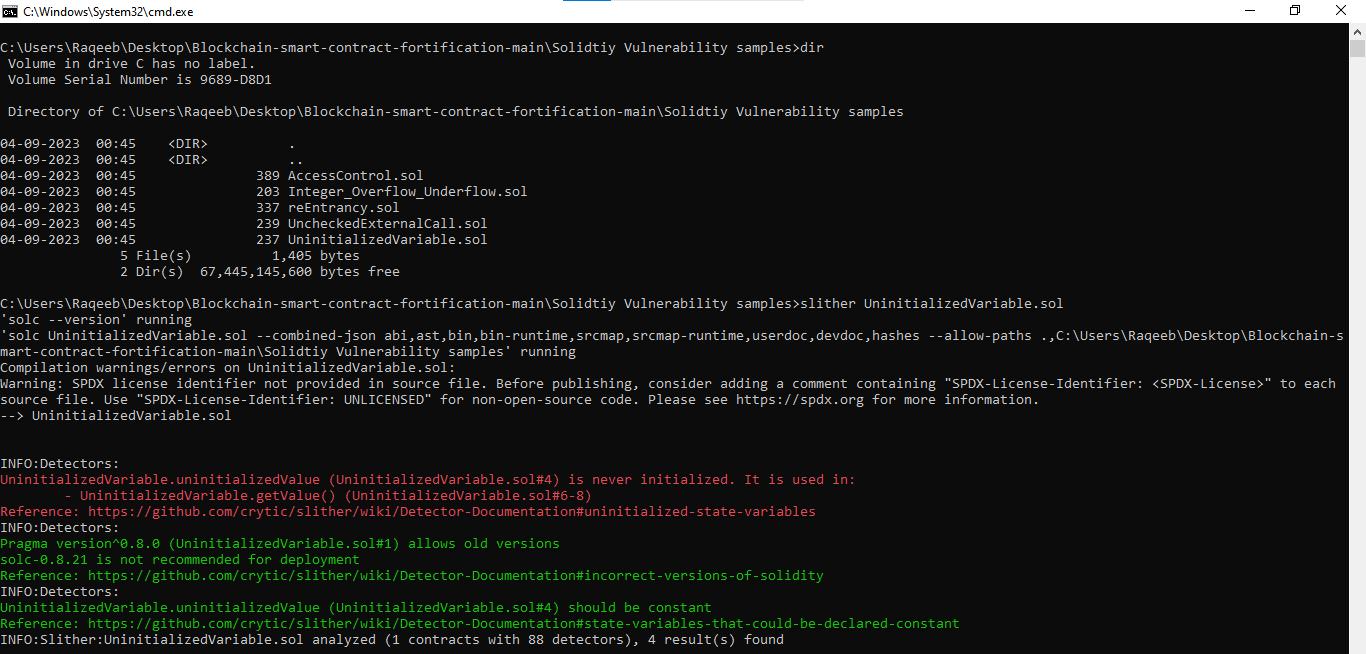 C:\Windows\System32\cmd.exe
C:\Users\Raqeeb\Desktop\Blockchain-smart-contract-fortification-main\Solidtiy Vulnerability samples>dir
Volume in drive C has no label.
Volume Serial Number is 9689-D8D1
Directory of C:\Users\Raqeeb\Desktop\Blockchain-smart-contract-fortification-main\Solidtiy Vulnerability samples
04-09-2023  00:45    <DIR>          .
04-09-2023  00:45    <DIR>          ..
04-09-2023  00:45               389 AccessControl.sol
04-09-2023  00:45               203 Integer_Overflow_Underflow.sol
04-09-2023  00:45               337 reEntrancy.sol
04-09-2023  00:45               239 UncheckedExternalCall.sol
04-09-2023  00:45               237 UninitializedVariable.sol
5 File(s)          1,405 bytes
2 Dir(s)  67,445,145,600 bytes free
C:\Users\Raqeeb\Desktop\Blockchain-smart-contract-fortification-main\Solidtiy Vulnerability samples>slither UninitializedVariable.sol
'solc --version' running
'solc UninitializedVariable.sol --combined-json abi,ast,bin,bin-runtime,srcmap,srcmap-runtime,userdoc,devdoc,hashes --allow-paths .,C:\Users\Raqeeb\Desktop\Blockchain-s
mart-contract-fortification-main\Solidtiy Vulnerability samples' running
Compilation warnings/errors on UninitializedVariable.sol:
Warning: SPDX license identifier not provided in source file. Before publishing, consider adding a comment containing "SPDX-License-Identifier: <SPDX-License>" to each
source file. Use "SPDX-License-Identifier: UNLICENSED" for non-open-source code. Please see https://spdx.org for more information.
--> UninitializedVariable.sol
INFO:Detectors:
UninitializedVariable.uninitializedValue (UninitializedVariable.sol#4) is never initialized. It is used in:
- UninitializedVariable.getValue() (UninitializedVariable.sol#6-8)
Reference: https://github.com/crytic/slither/wiki/Detector-Documentation#uninitialized-state-variables
INFO:Detectors:
Pragma version^0.8.0 (UninitializedVariable.sol#1) allows old versions
solc-0.8.21 is not recommended for deployment
Reference: https://github.com/crytic/slither/wiki/Detector-Documentation#incorrect-versions-of-solidity
INFO:Detectors:
UninitializedVariable.uninitializedValue (UninitializedVariable.sol#4) should be constant
Reference: https://github.com/crytic/slither/wiki/Detector-Documentation#state-variables-that-could-be-declared-constant
INFO:Slither:UninitializedVariable.sol analyzed (1 contracts with 88 detectors), 4 result(s) found